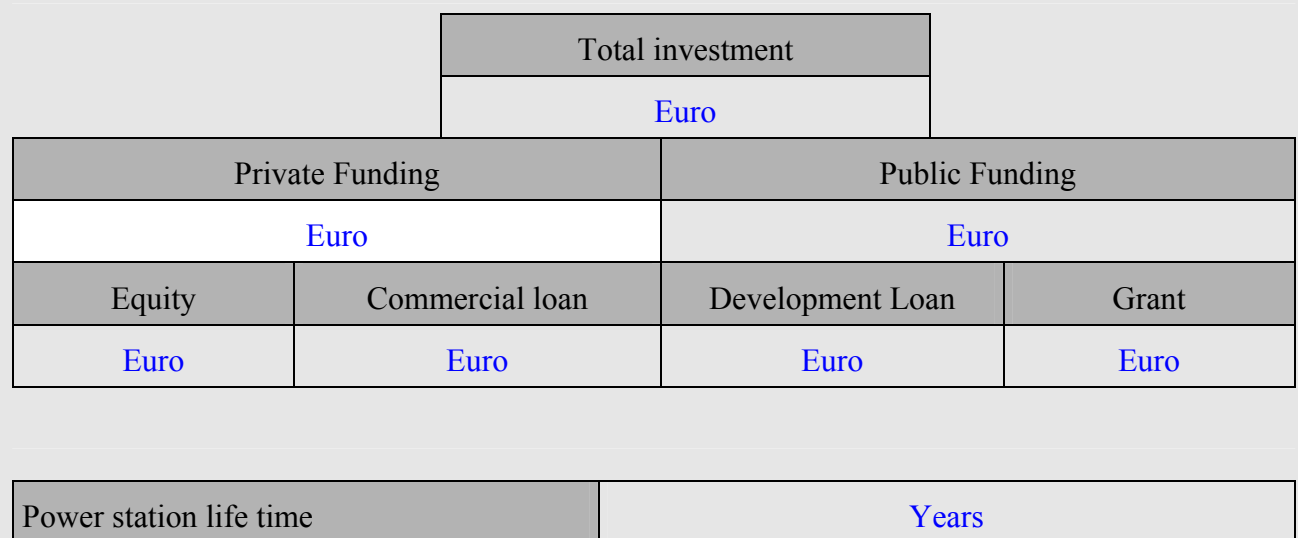 Total investment
Euro
Private Funding Public Funding
Euro Euro
Equity Commercial loan Development Loan Grant
Euro Euro Euro Euro
Power station life time Years